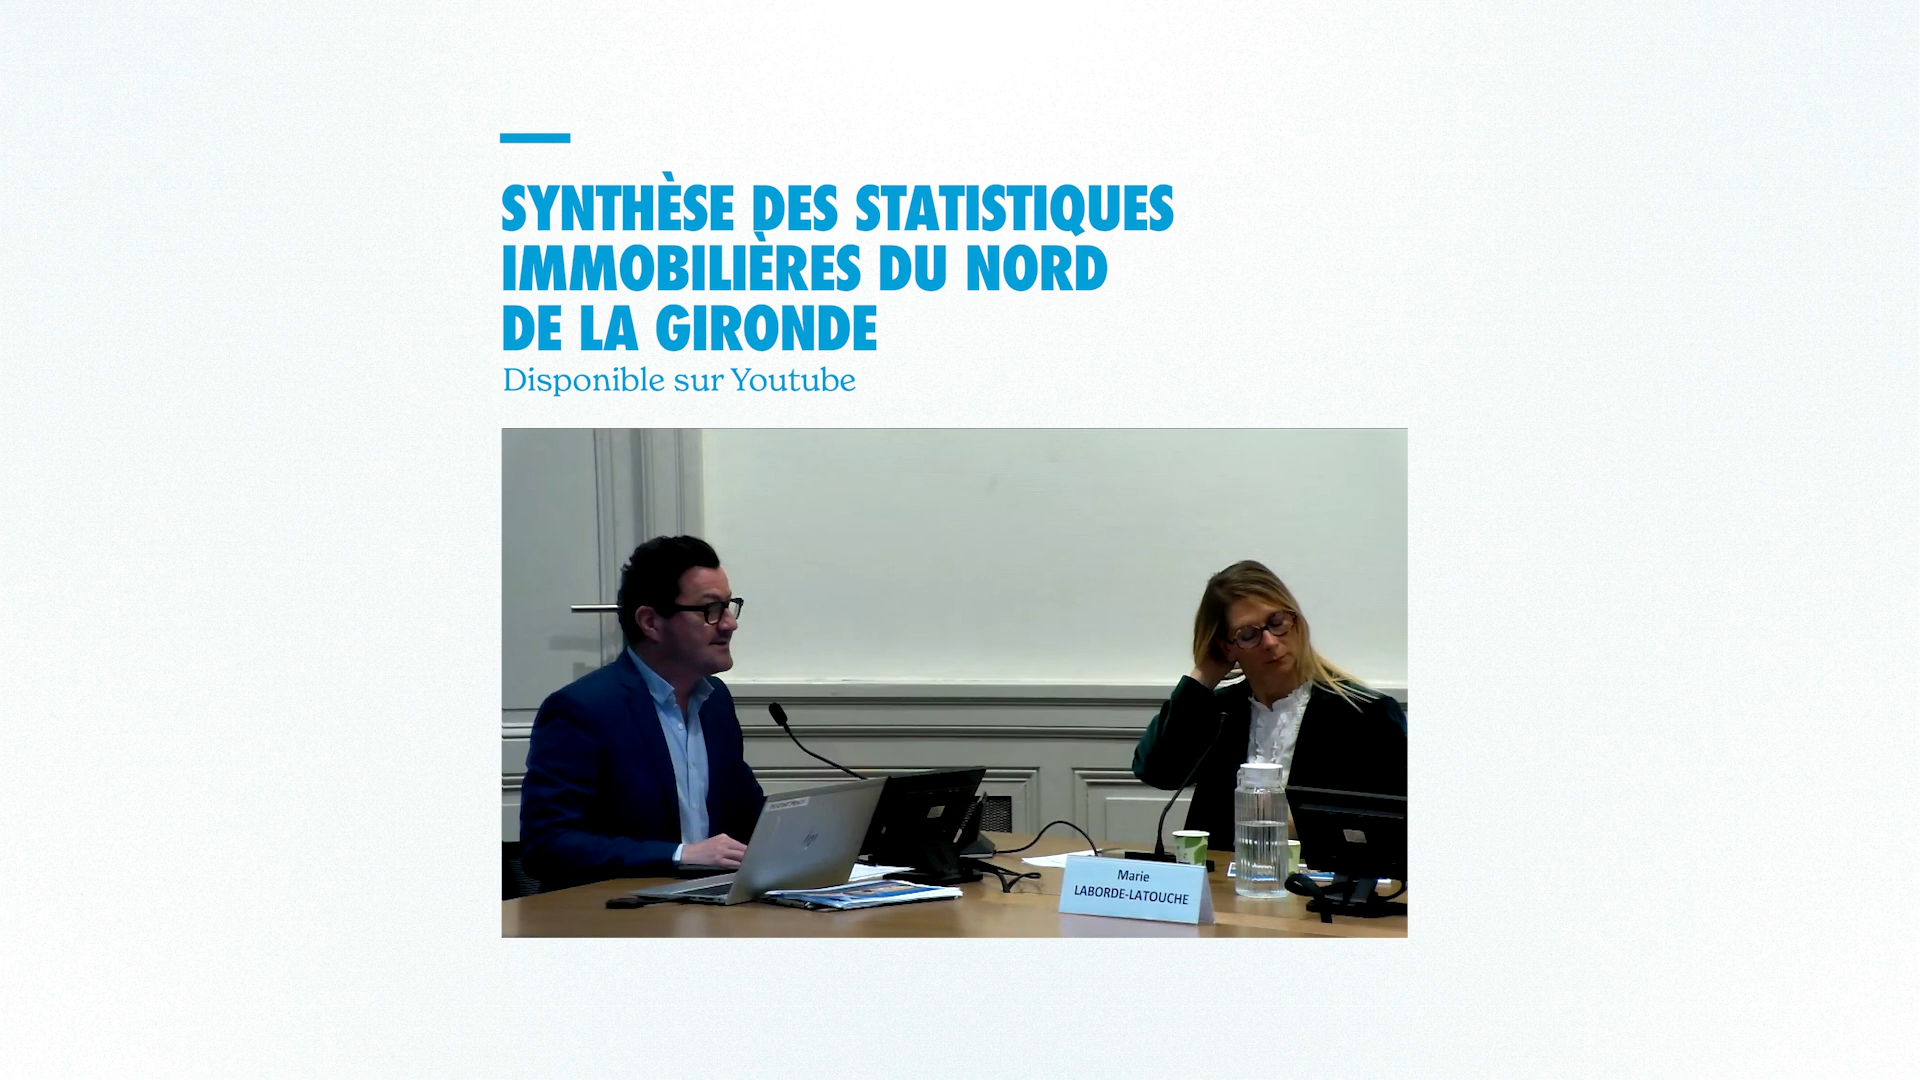 SYNTHÈSE DES STATISTIQUES
IMMOBILIÈRES DU NORD
DE LA GIRONDE
Disponible sur Youtube
Marie
LABORDE-LATOUCHE